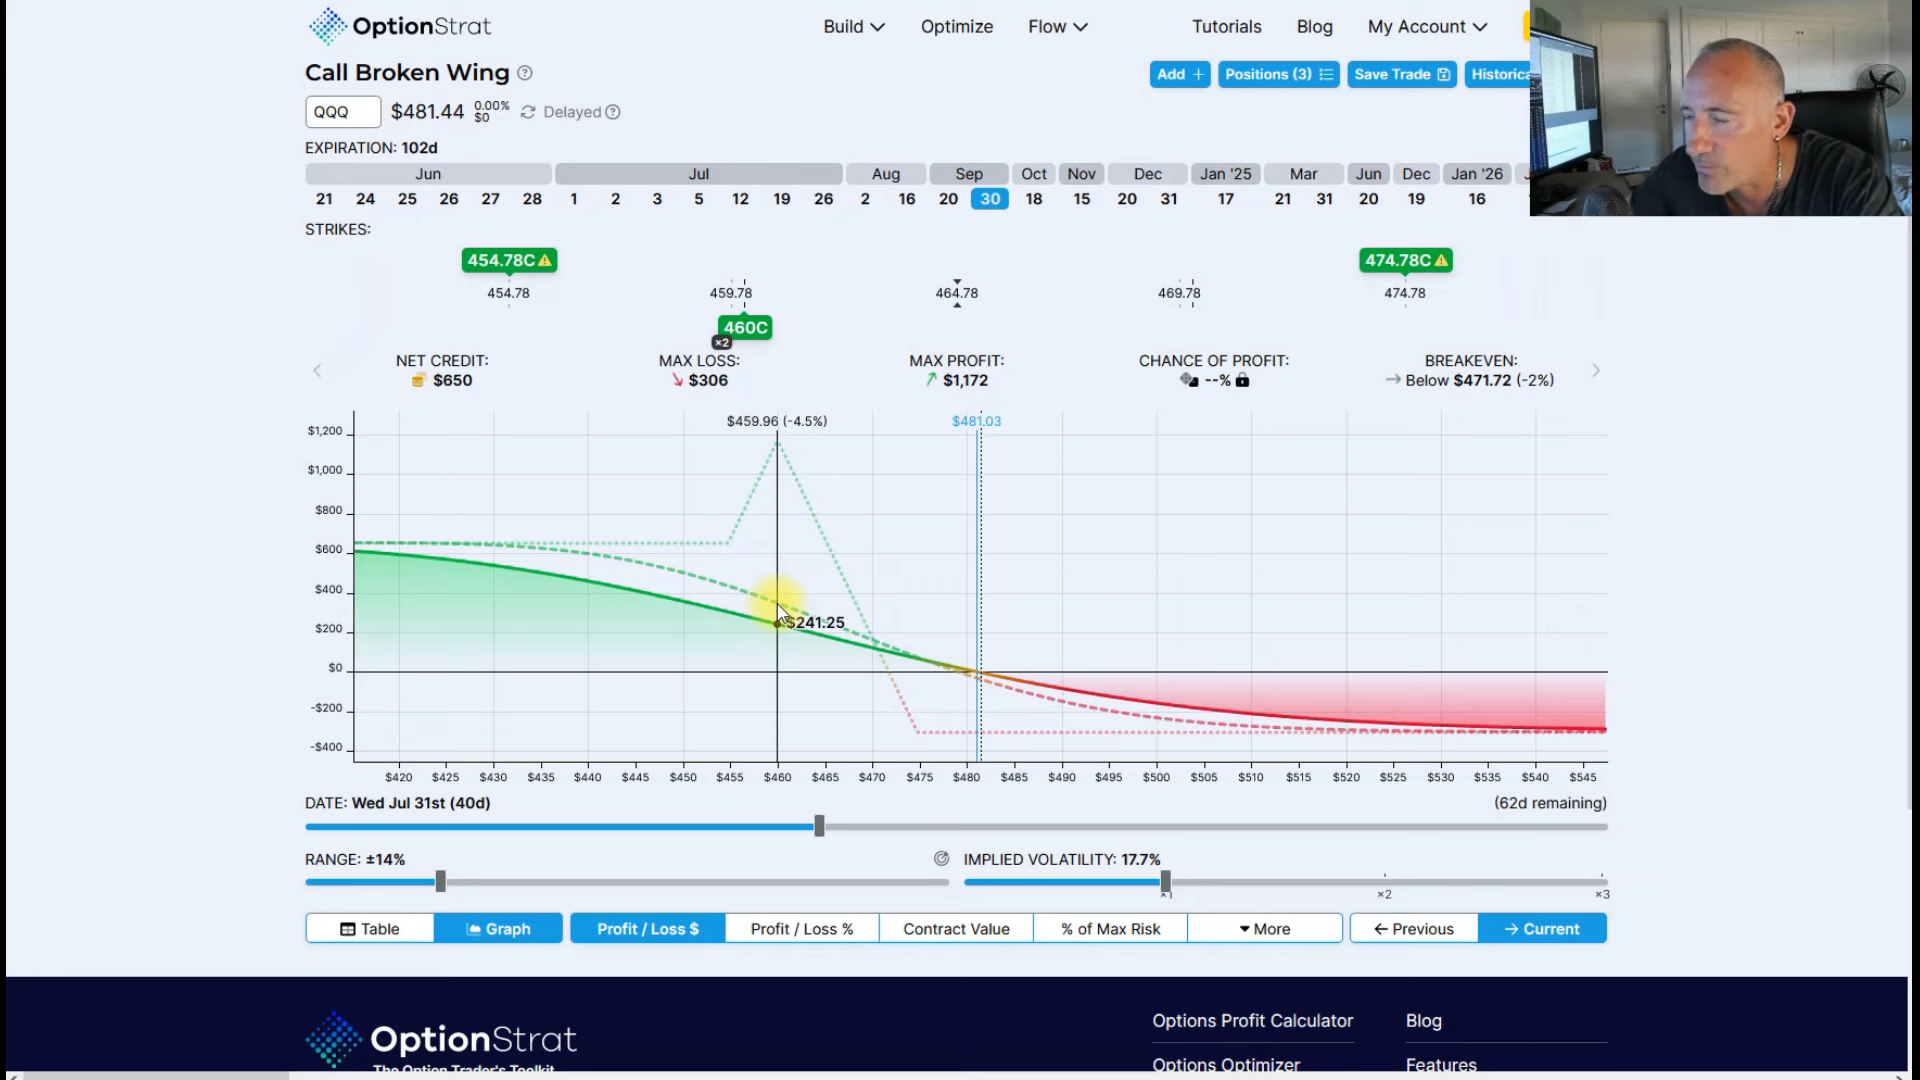 OptionStrat
Build Optimize Flow Tutorials Blog My Account
Call Broken Wing ?
Add + Positions (3) Save Trade
QQQ $481.44 0.00% $0 Delayed ?
EXPIRATION: 102d
Jun Jul Aug Sep Oct Nov Dec Jan '25 Mar Jun Dec Jan '26
21 24 25 26 27 28 1 2 3 5 12 19 26 2 16 20 30 18 15 20 31 17 21 31 20 19 16
STRIKES:
454.78C 474.78C
454.78 459.78 464.78 469.78 474.78
460C
x2
NET CREDIT: MAX LOSS: MAX PROFIT: CHANCE OF PROFIT: BREAKEVEN:
$650 $306 $1,172 --% Below $471.72 (-2%)
$459.96 (-4.5%) $481.03
$1,200
$1,000
$800
$600
$400
$241.25
$200
$0
-$200
-$400
$420 $425 $430 $435 $440 $445 $450 $455 $460 $465 $470 $475 $480 $485 $490 $495 $500 $505 $510 $515 $520 $525 $530 $535 $540 $545
DATE: Wed Jul 31st (40d) (62d remaining)
RANGE: ±14% IMPLIED VOLATILITY: 17.7%
x1 x2 x3
Table Graph Profit / Loss $ Profit / Loss % Contract Value % of Max Risk More Previous Current
OptionStrat
The Option Trader's Toolkit
Options Profit Calculator Blog
Options Optimizer Features